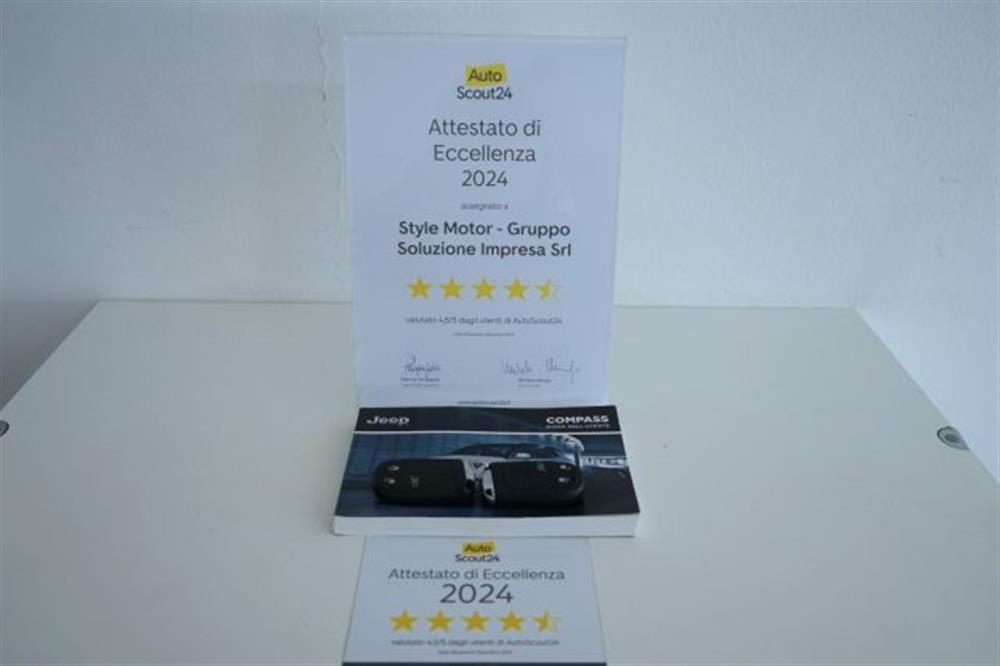 Auto
Scout24
Attestato di
Eccellenza
2024
assegnato a
Style Motor - Gruppo
Soluzione Impresa Srl
valutato 4,5/5 dagli utenti di AutoScout24
Jeep
COMPASS
Auto
Scout24
Attestato di Eccellenza
2024
valutato 4,5/5 dagli utenti di AutoScout24